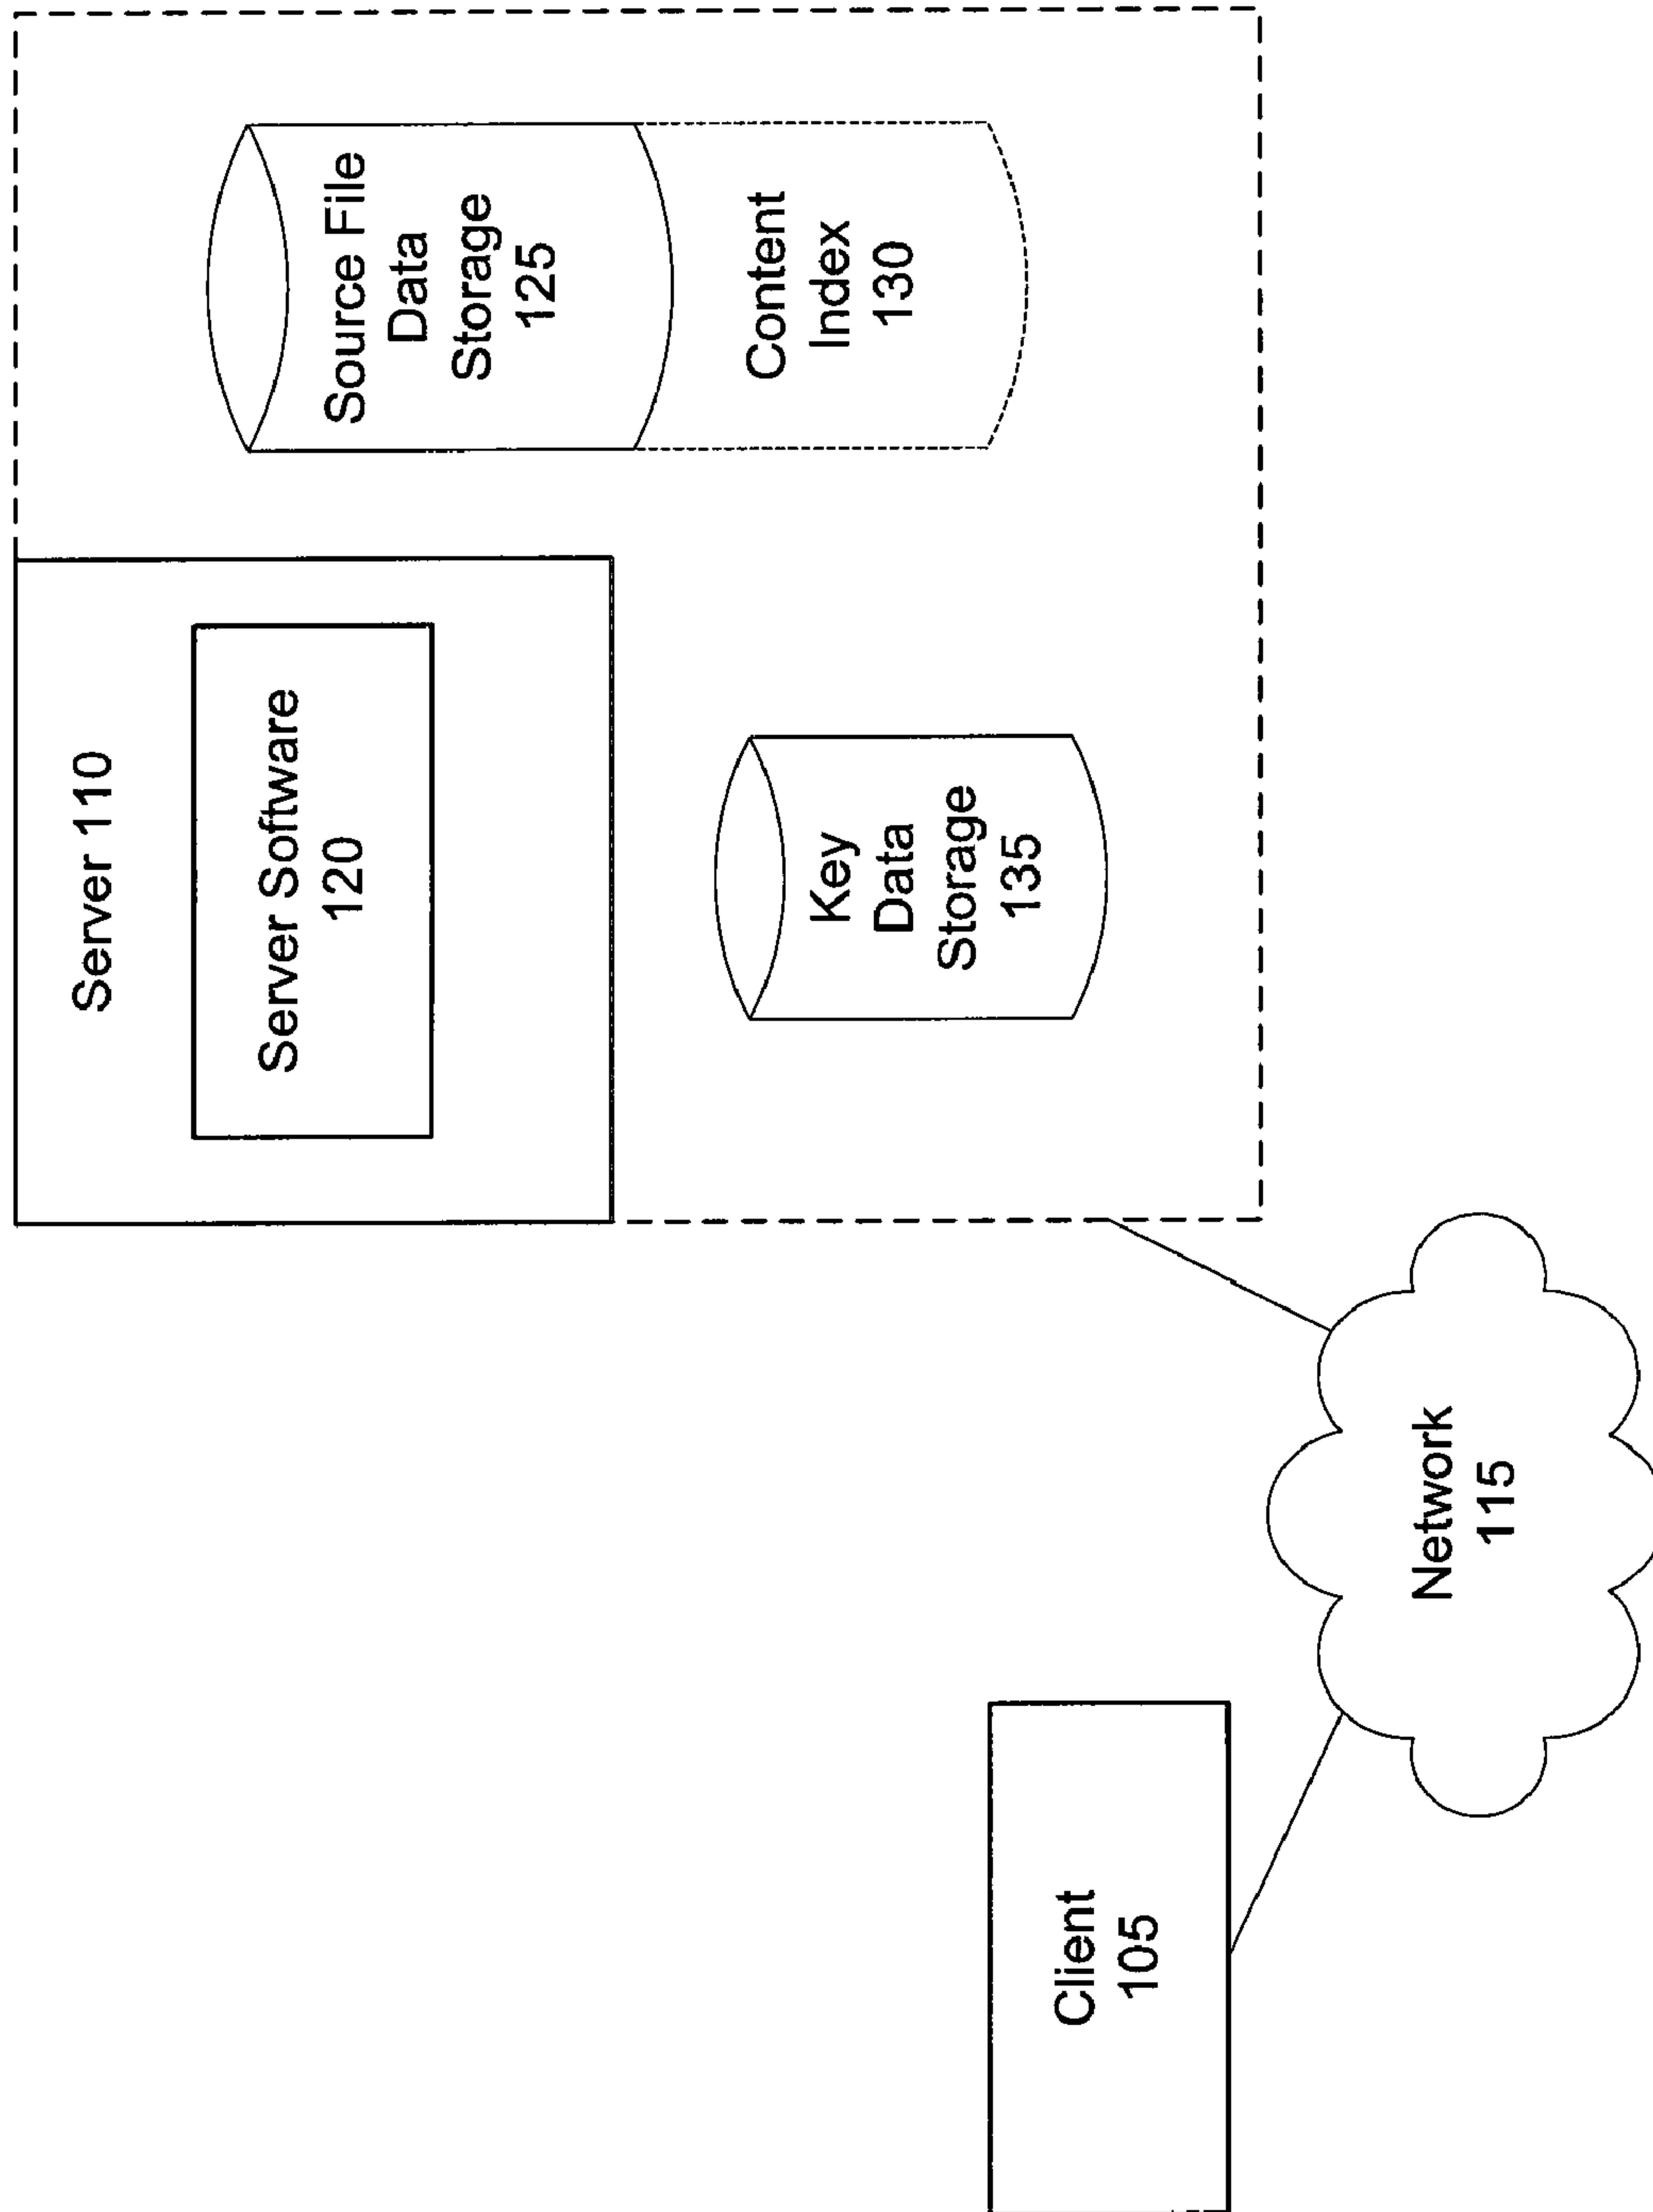 Server 110
Server Software
120
Source File
Data
Storage
125
Content
Index
130
Key
Data
Storage
135
Client
105
Network
115